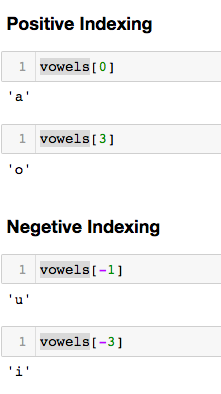 Positive Indexing
1 vowels[0]
'a'
1 vowels[3]
'o'
Negetive Indexing
1 vowels[-1]
'u'
1 vowels[-3]
'i'